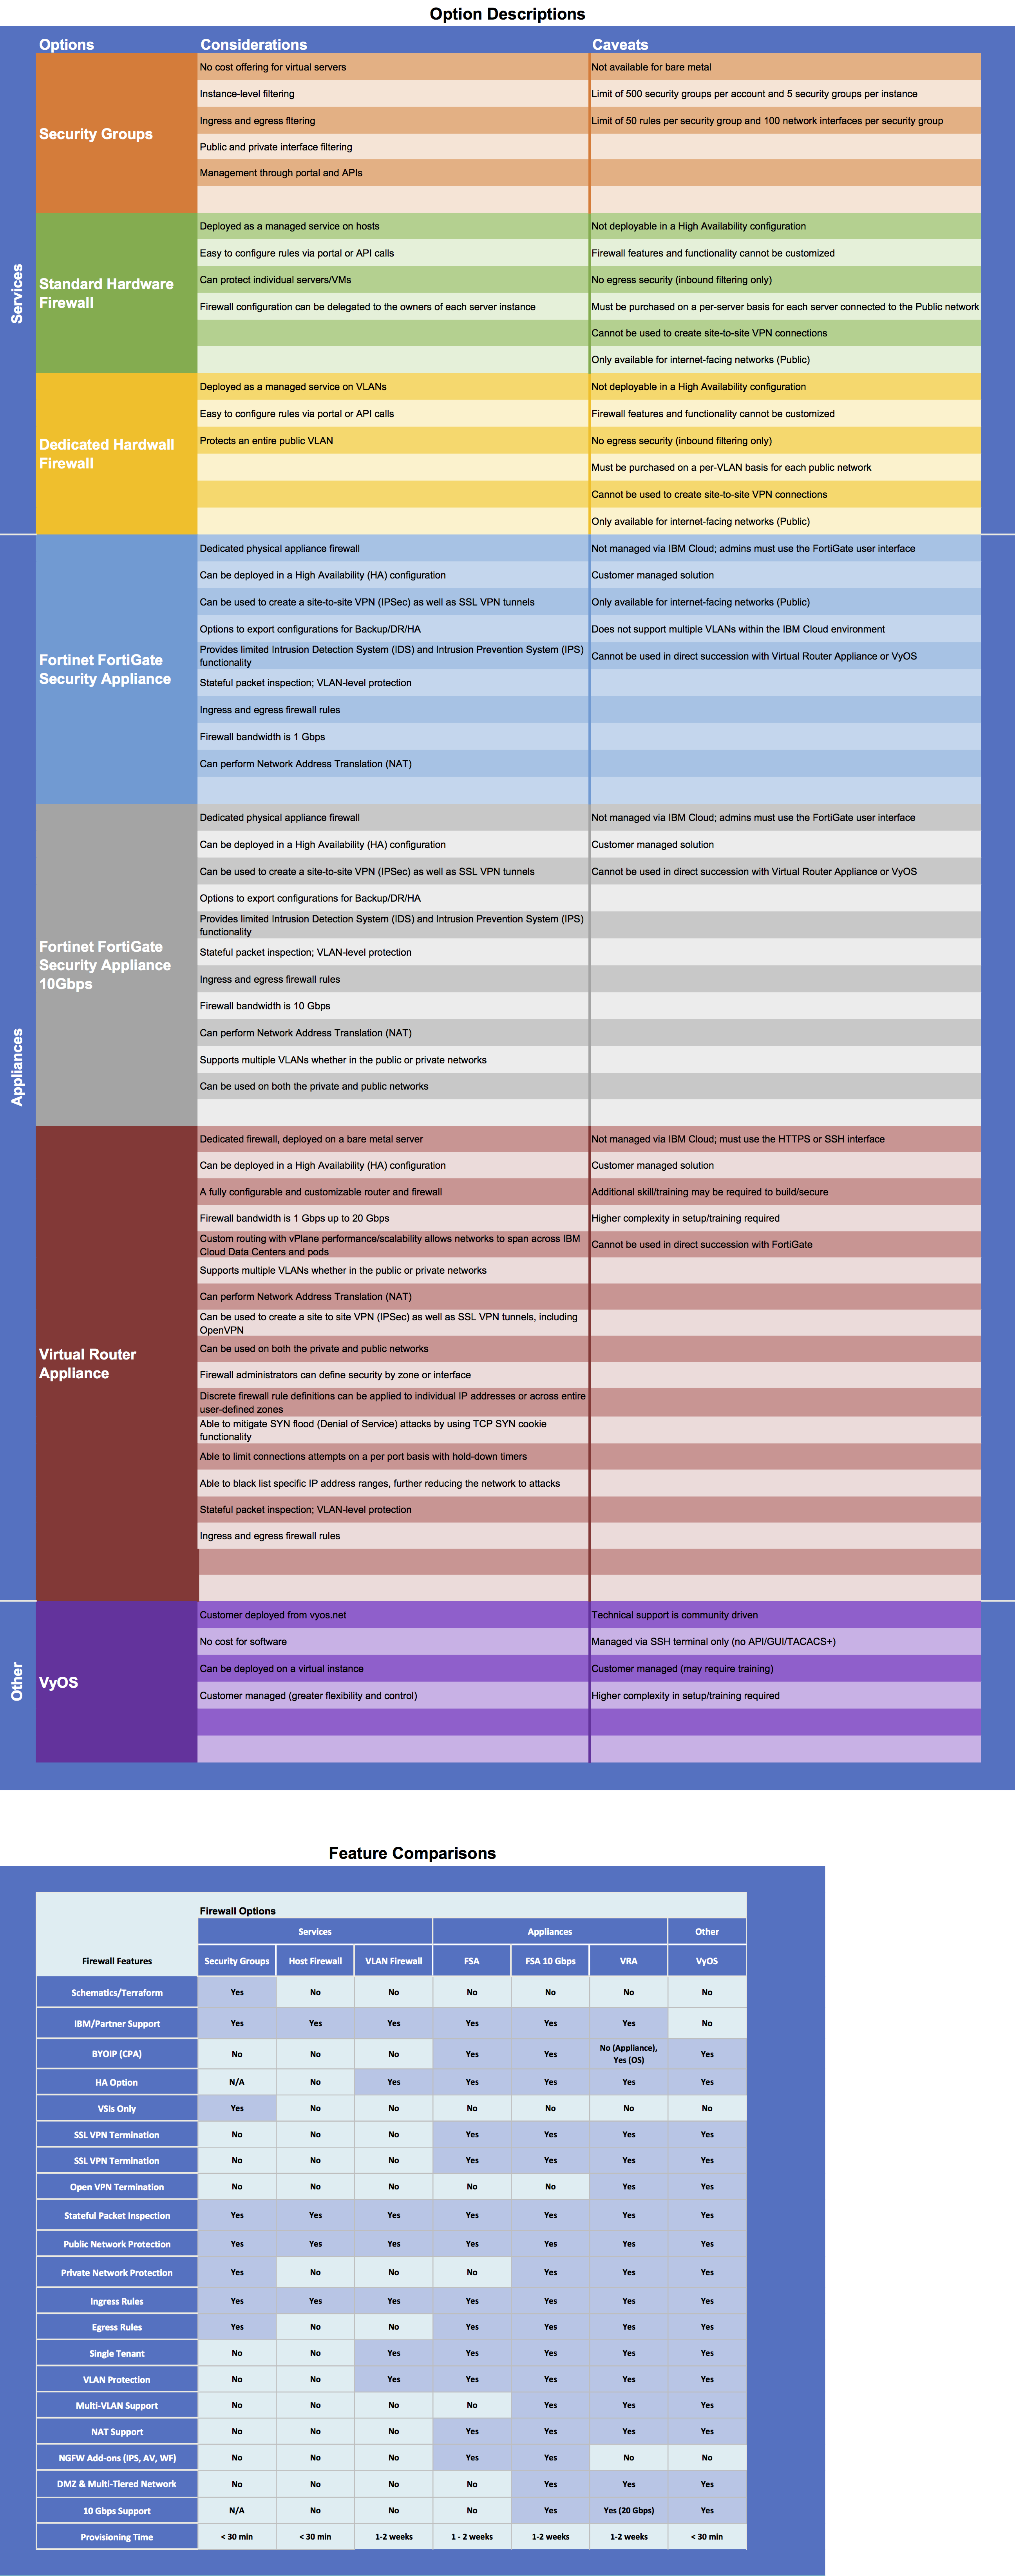 Option Descriptions
Options Considerations Caveats
Services
Security Groups
No cost offering for virtual servers Not available for bare metal
Instance-level filtering Limit of 500 security groups per account and 5 security groups per instance
Ingress and egress fltering Limit of 50 rules per security group and 100 network interfaces per security group
Public and private interface filtering
Management through portal and APIs
Standard Hardware
Firewall
Deployed as a managed service on hosts Not deployable in a High Availability configuration
Easy to configure rules via portal or API calls Firewall features and functionality cannot be customized
Can protect individual servers/VMs No egress security (inbound filtering only)
Firewall configuration can be delegated to the owners of each server instance Must be purchased on a per-server basis for each server connected to the Public network
Cannot be used to create site-to-site VPN connections
Only available for internet-facing networks (Public)
Dedicated Hardwall
Firewall
Deployed as a managed service on VLANs Not deployable in a High Availability configuration
Easy to configure rules via portal or API calls Firewall features and functionality cannot be customized
Protects an entire public VLAN No egress security (inbound filtering only)
Must be purchased on a per-VLAN basis for each public network
Cannot be used to create site-to-site VPN connections
Only available for internet-facing networks (Public)
Appliances
Fortinet FortiGate
Security Appliance
Dedicated physical appliance firewall Not managed via IBM Cloud; admins must use the FortiGate user interface
Can be deployed in a High Availability (HA) configuration Customer managed solution
Can be used to create a site-to-site VPN (IPSec) as well as SSL VPN tunnels Only available for internet-facing networks (Public)
Options to export configurations for Backup/DR/HA Does not support multiple VLANs within the IBM Cloud environment
Provides limited Intrusion Detection System (IDS) and Intrusion Prevention System (IPS)
functionality
Cannot be used in direct succession with Virtual Router Appliance or VyOS
Stateful packet inspection; VLAN-level protection
Ingress and egress firewall rules
Firewall bandwidth is 1 Gbps
Can perform Network Address Translation (NAT)
Fortinet FortiGate
Security Appliance
10Gbps
Dedicated physical appliance firewall Not managed via IBM Cloud; admins must use the FortiGate user interface
Can be deployed in a High Availability (HA) configuration Customer managed solution
Can be used to create a site-to-site VPN (IPSec) as well as SSL VPN tunnels Cannot be used in direct succession with Virtual Router Appliance or VyOS
Options to export configurations for Backup/DR/HA
Provides limited Intrusion Detection System (IDS) and Intrusion Prevention System (IPS)
functionality
Stateful packet inspection; VLAN-level protection
Ingress and egress firewall rules
Firewall bandwidth is 10 Gbps
Can perform Network Address Translation (NAT)
Supports multiple VLANs whether in the public or private networks
Can be used on both the private and public networks
Virtual Router
Appliance
Dedicated firewall, deployed on a bare metal server Not managed via IBM Cloud; must use the HTTPS or SSH interface
Can be deployed in a High Availability (HA) configuration Customer managed solution
A fully configurable and customizable router and firewall Additional skill/training may be required to build/secure
Firewall bandwidth is 1 Gbps up to 20 Gbps Higher complexity in setup/training required
Custom routing with vPlane performance/scalability allows networks to span across IBM
Cloud Data Centers and pods
Cannot be used in direct succession with FortiGate
Supports multiple VLANs whether in the public or private networks
Can perform Network Address Translation (NAT)
Can be used to create a site to site VPN (IPSec) as well as SSL VPN tunnels, including
OpenVPN
Can be used on both the private and public networks
Firewall administrators can define security by zone or interface
Discrete firewall rule definitions can be applied to individual IP addresses or across entire
user-defined zones
Able to mitigate SYN flood (Denial of Service) attacks by using TCP SYN cookie
functionality
Able to limit connections attempts on a per port basis with hold-down timers
Able to black list specific IP address ranges, further reducing the network to attacks
Stateful packet inspection; VLAN-level protection
Ingress and egress firewall rules
Other
VyOS
Customer deployed from vyos.net Technical support is community driven
No cost for software Managed via SSH terminal only (no API/GUI/TACACS+)
Can be deployed on a virtual instance Customer managed (may require training)
Customer managed (greater flexibility and control) Higher complexity in setup/training required
Feature Comparisons
Firewall Options
Services Appliances Other
Firewall Features Security Groups Host Firewall VLAN Firewall FSA FSA 10 Gbps VRA VyOS
Schematics/Terraform Yes No No No No No No
IBM/Partner Support Yes Yes Yes Yes Yes Yes No
BYOIP (CPA) No No No Yes Yes No (Appliance), Yes (OS) Yes
HA Option N/A No Yes Yes Yes Yes Yes
VSIs Only Yes No No No No No No
SSL VPN Termination No No No Yes Yes Yes Yes
SSL VPN Termination No No No Yes Yes Yes Yes
Open VPN Termination No No No No No Yes Yes
Stateful Packet Inspection Yes Yes Yes Yes Yes Yes Yes
Public Network Protection Yes Yes Yes Yes Yes Yes Yes
Private Network Protection Yes No No No Yes Yes Yes
Ingress Rules Yes Yes Yes Yes Yes Yes Yes
Egress Rules Yes No No Yes Yes Yes Yes
Single Tenant No No Yes Yes Yes Yes Yes
VLAN Protection No No Yes Yes Yes Yes Yes
Multi-VLAN Support No No No No Yes Yes Yes
NAT Support No No No Yes Yes Yes Yes
NGFW Add-ons (IPS, AV, WF) No No No Yes Yes No No
DMZ & Multi-Tiered Network No No No No Yes Yes Yes
10 Gbps Support N/A No No No Yes Yes (20 Gbps) Yes
Provisioning Time < 30 min < 30 min 1-2 weeks 1 - 2 weeks 1-2 weeks 1-2 weeks < 30 min